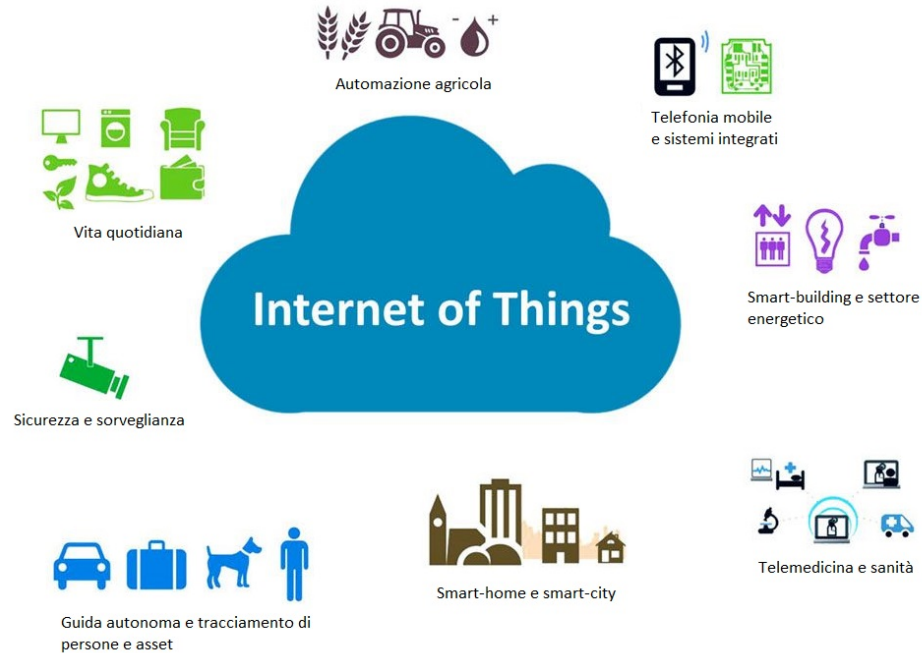 Automazione agricola
Telefonia mobile
e sistemi integrati
Vita quotidiana
Internet of Things
Smart-building e settore
energetico
Sicurezza e sorveglianza
Telemedicina e sanità
Smart-home e smart-city
Guida autonoma e tracciamento di
persone e asset